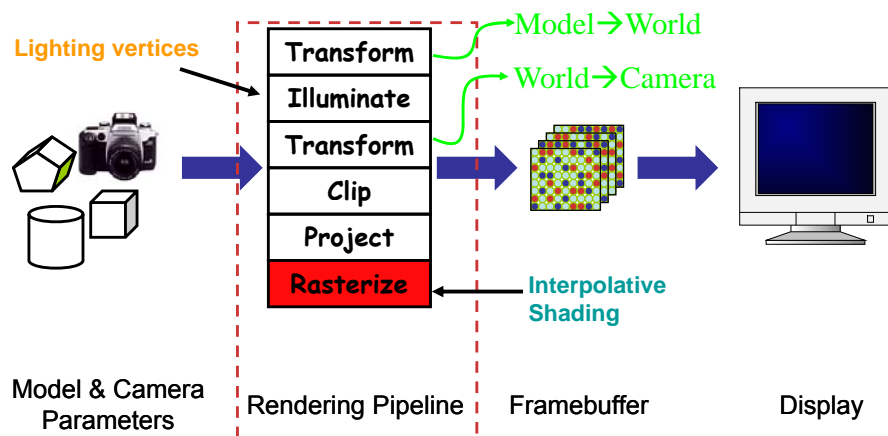 Lighting vertices
Transform
Model→World
Illuminate
World→Camera
Transform
Clip
Project
Rasterize
Interpolative
Shading
Model & Camera
Parameters
Rendering Pipeline
Framebuffer
Display